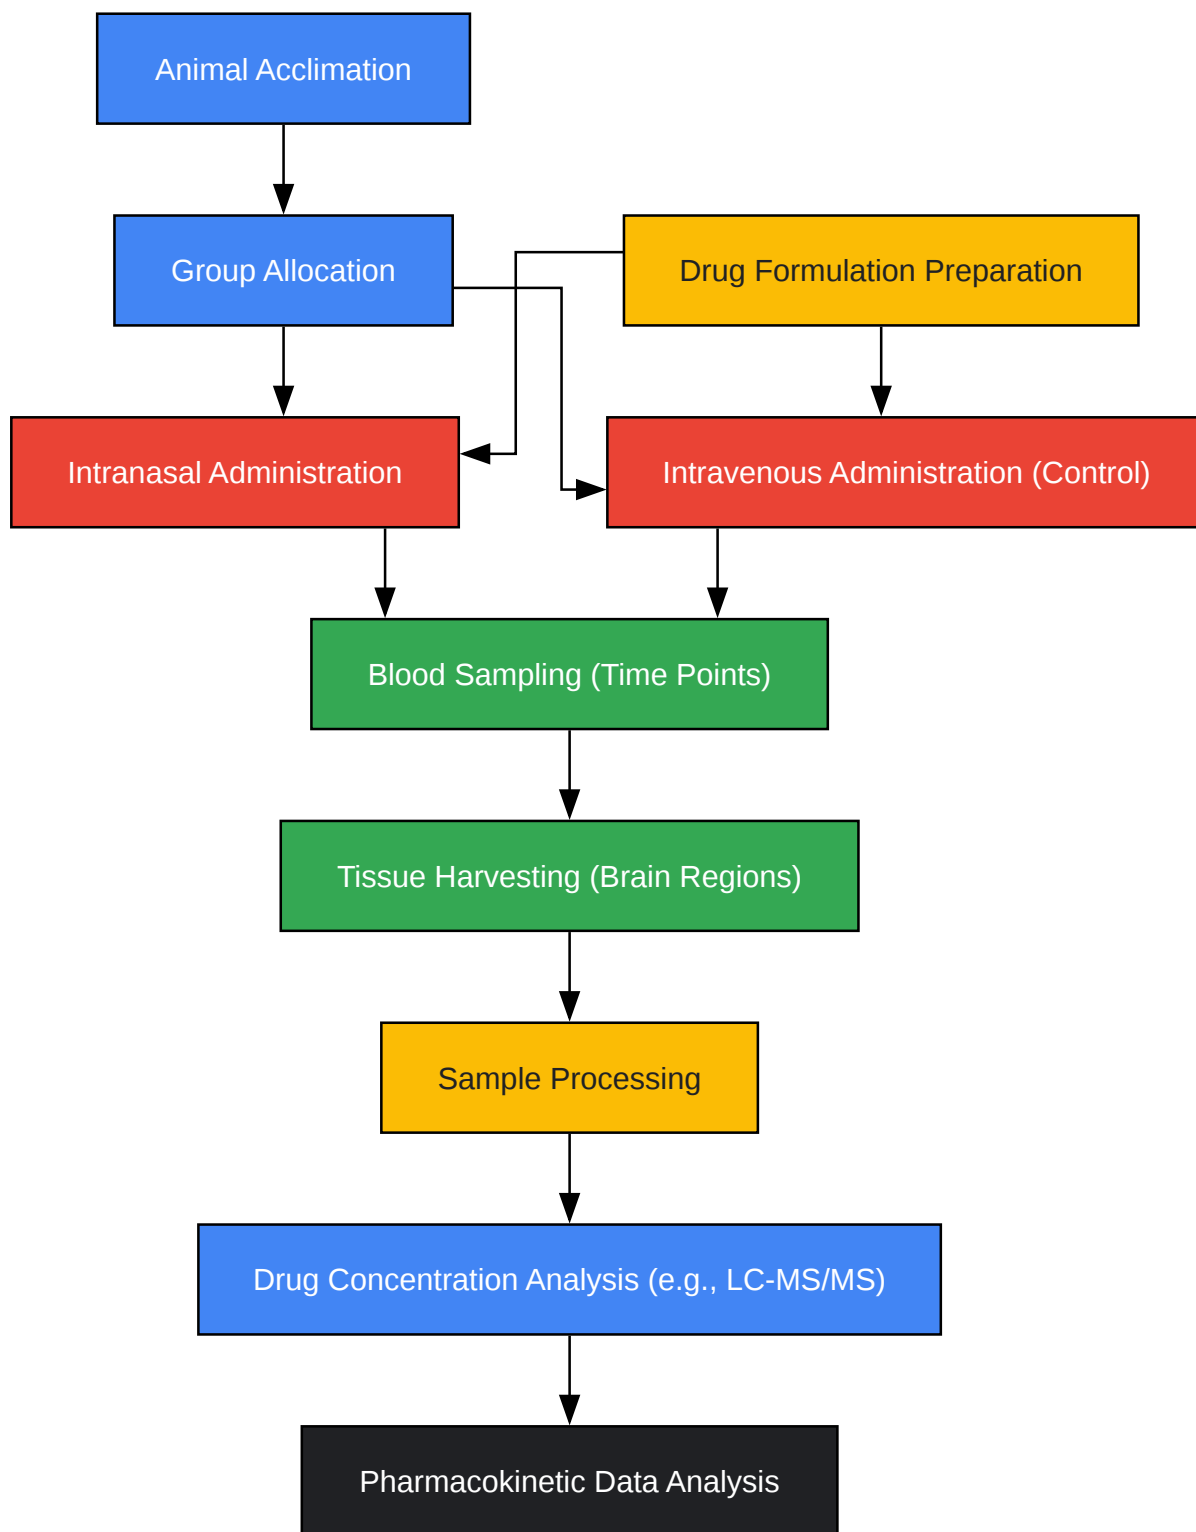 Animal Acclimation
Group Allocation
Drug Formulation Preparation
Intranasal Administration
Intravenous Administration (Control)
Blood Sampling (Time Points)
Tissue Harvesting (Brain Regions)
Sample Processing
Drug Concentration Analysis (e.g., LC-MS/MS)
Pharmacokinetic Data Analysis